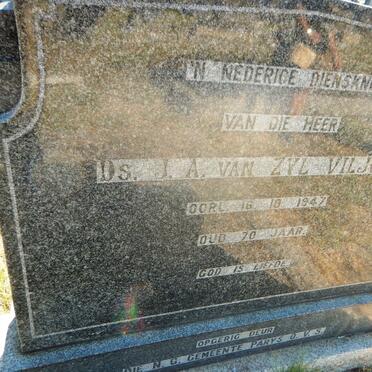 'N NEDERIGE DIENSKN
VAN DIE HEER
DS. J. A. VAN ZYL VILJ
OORL. 16. 10. 1947
OUD 70 JAAR.
GOD IS LIEFDE
OPGERIG DEUR
DIE N. G. GEMEENTE PARYS O. V. S.